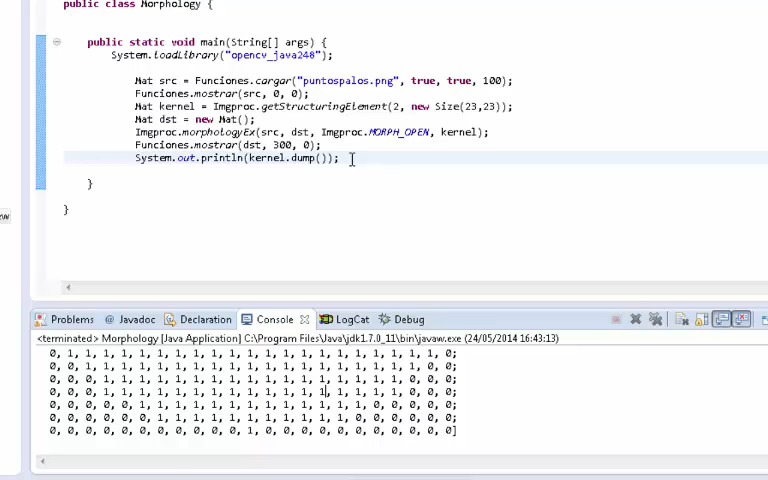 public class Morphology {
public static void main(String[] args) {
System.loadLibrary("opencv_java248");
Mat src = Funciones.cargar("puntospalos.png", true, true, 100);
Funciones.mostrar(src, 0, 0);
Mat kernel = Imgproc.getStructuringElement(2, new Size(23,23));
Mat dst = new Mat();
Imgproc.morphologyEx(src, dst, Imgproc.MORPH_OPEN, kernel);
Funciones.mostrar(dst, 300, 0);
System.out.println(kernel.dump());
}
}
Problems @ Javadoc Declaration Console LogCat Debug
<terminated> Morphology [Java Application] C:\Program Files\Java\jdk1.7.0_11\bin\javaw.exe (24/05/2014 16:43:13)
0, 1, 1, 1, 1, 1, 1, 1, 1, 1, 1, 1, 1, 1, 1, 1, 1, 1, 1, 1, 1, 1, 0;
0, 0, 1, 1, 1, 1, 1, 1, 1, 1, 1, 1, 1, 1, 1, 1, 1, 1, 1, 1, 1, 0, 0;
0, 0, 0, 1, 1, 1, 1, 1, 1, 1, 1, 1, 1, 1, 1, 1, 1, 1, 1, 1, 0, 0, 0;
0, 0, 0, 1, 1, 1, 1, 1, 1, 1, 1, 1, 1, 1, 1, 1, 1, 1, 1, 1, 0, 0, 0;
0, 0, 0, 0, 0, 1, 1, 1, 1, 1, 1, 1, 1, 1, 1, 1, 1, 1, 0, 0, 0, 0, 0;
0, 0, 0, 0, 0, 0, 1, 1, 1, 1, 1, 1, 1, 1, 1, 1, 1, 0, 0, 0, 0, 0, 0;
0, 0, 0, 0, 0, 0, 0, 0, 0, 0, 0, 1, 0, 0, 0, 0, 0, 0, 0, 0, 0, 0, 0]